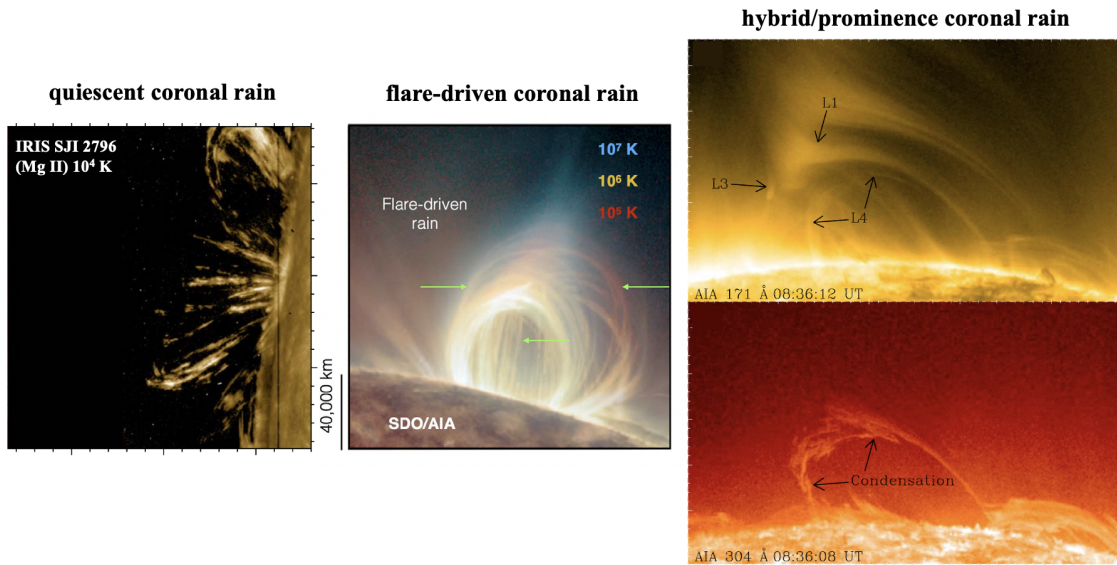 quiescent coronal rain
IRIS SJI 2796
(Mg II) 10⁴ K
40,000 km
flare-driven coronal rain
10⁷ K
10⁶ K
10⁵ K
Flare-driven
rain
SDO/AIA
hybrid/prominence coronal rain
L1
L3
L4
AIA 171 Å 08:36:12 UT
Condensation
AIA 304 Å 08:36:08 UT